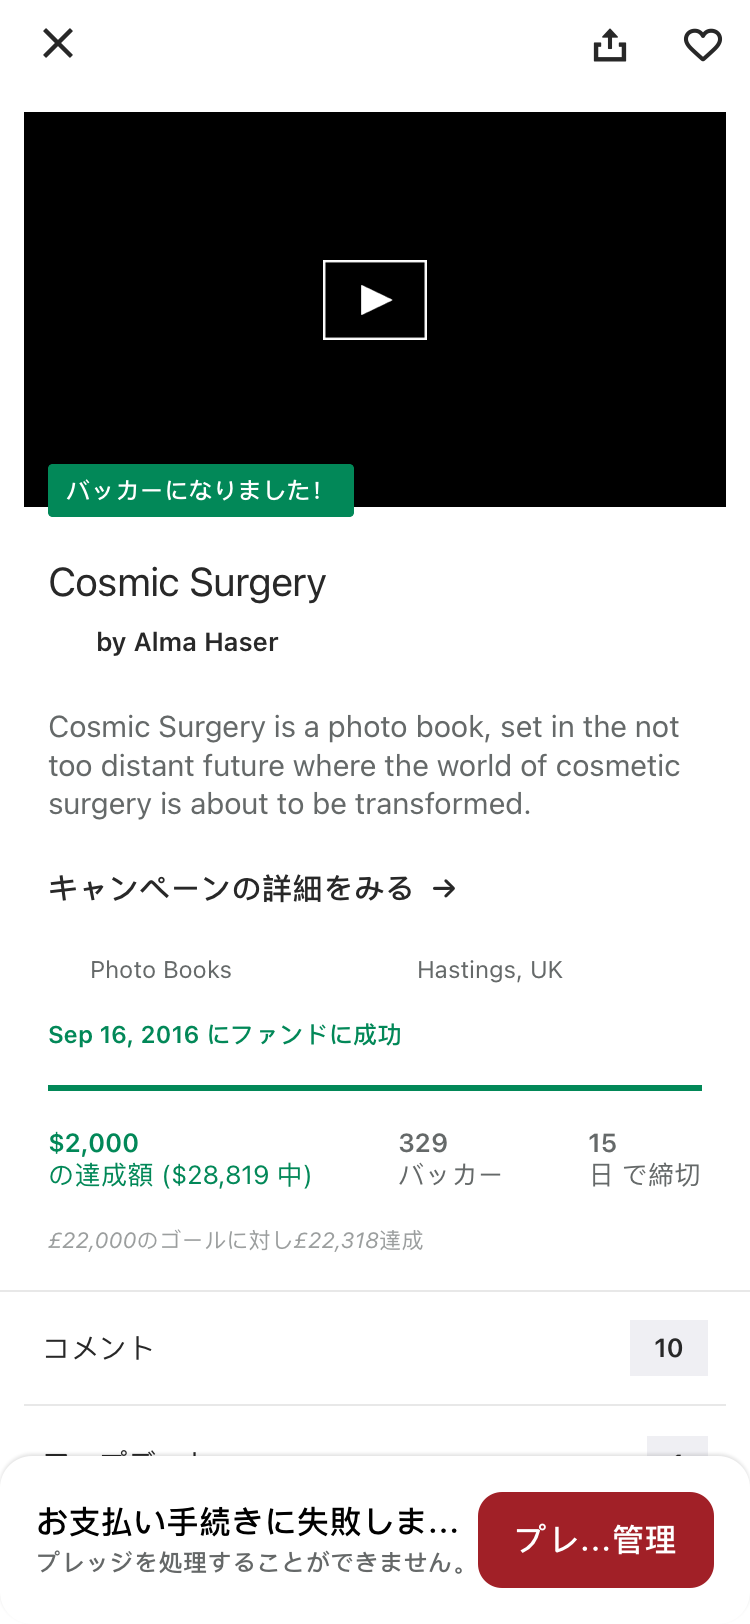 バッカーになりました!
Cosmic Surgery
by Alma Haser
Cosmic Surgery is a photo book, set in the not
too distant future where the world of cosmetic
surgery is about to be transformed.
キャンペーンの詳細をみる →
Photo Books
Hastings, UK
Sep 16, 2016 にファンドに成功
$2,000
の達成額 ($28,819 中)
329
バッカー
15
日 で締切
£22,000のゴールに対し£22,318達成
コメント
10
お支払い手続きに失敗しま...
プレッジを処理することができません。
プレ...管理